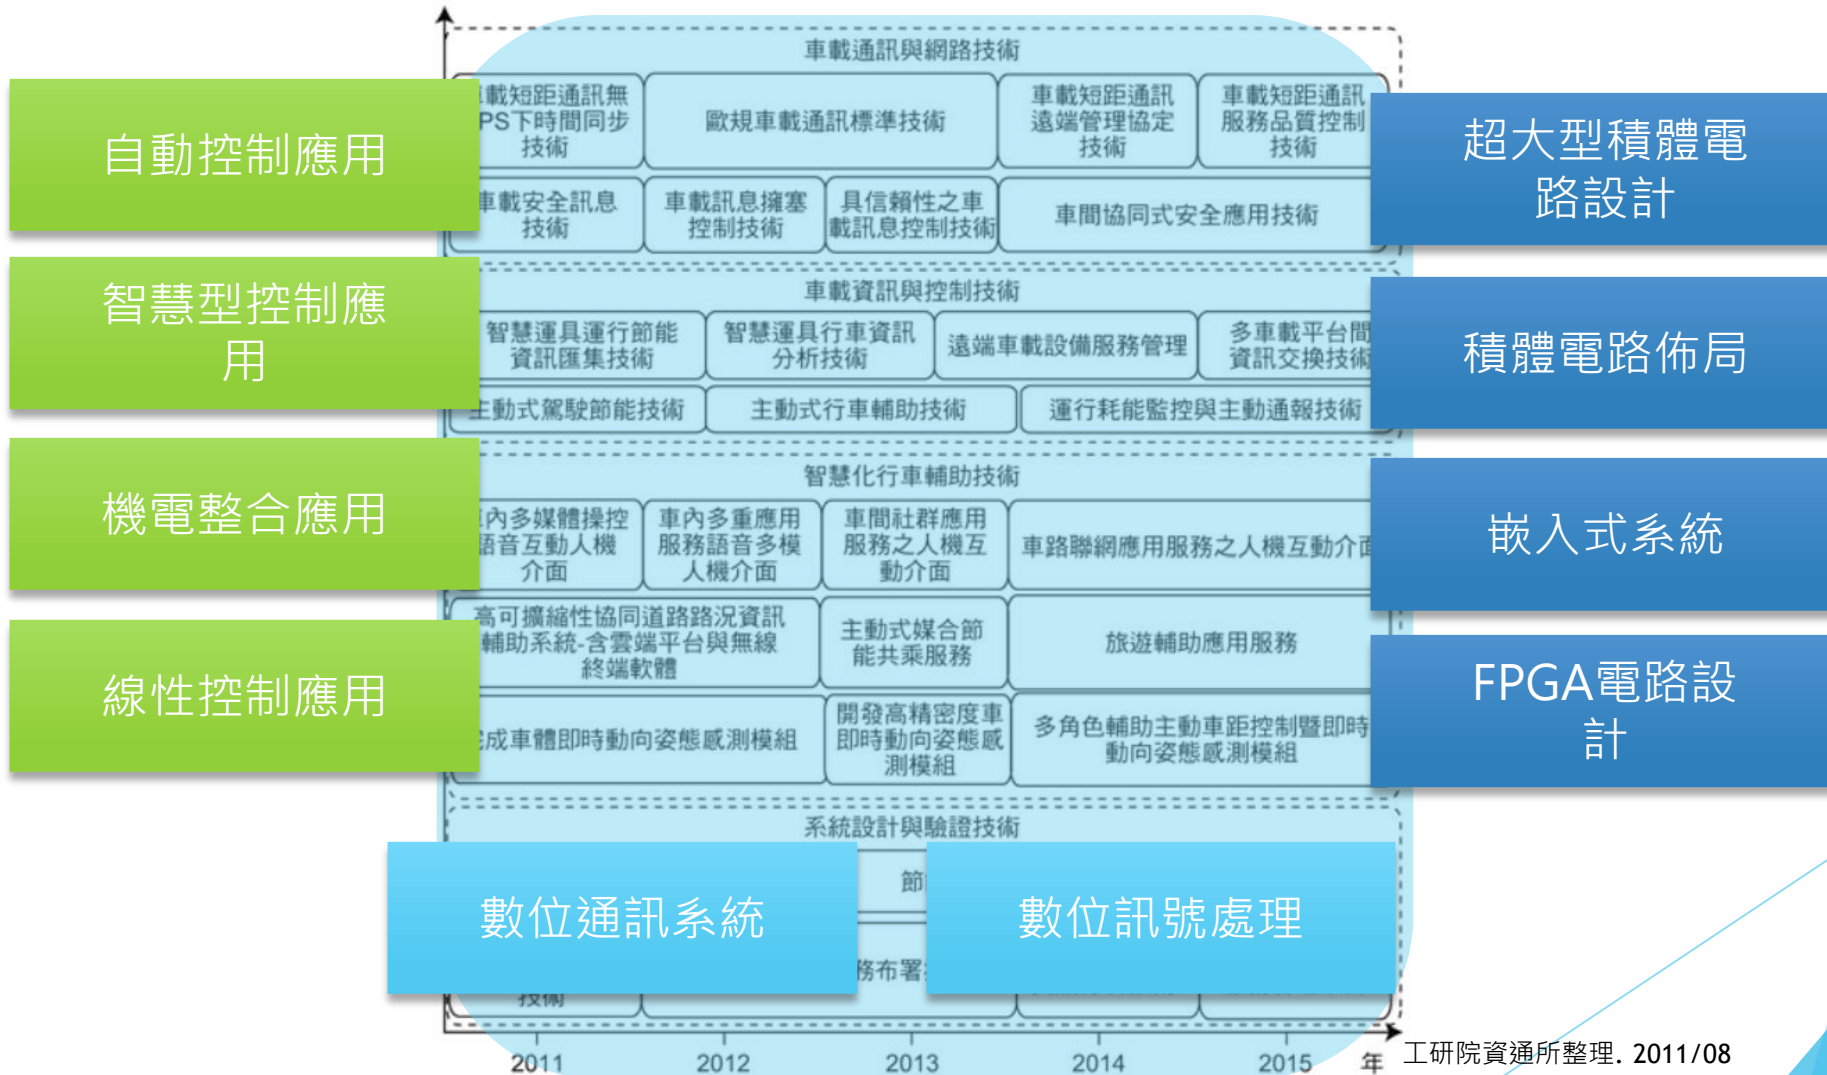 車載通訊與網路技術
載短距通訊無
PS下時間同步
技術
歐規車載通訊標準技術
車載短距通訊
遠端管理協定
技術
車載短距通訊
服務品質控制
技術
車載安全訊息
技術
車載訊息擁塞
控制技術
具信賴性之車
載訊息控制技術
車間協同式安全應用技術
車載資訊與控制技術
智慧運具運行節能
資訊匯集技術
智慧運具行車資訊
分析技術
遠端車載設備服務管理
多車載平台間
資訊交換技術
主動式駕駛節能技術
主動式行車輔助技術
運行耗能監控與主動通報技術
智慧化行車輔助技術
車內多媒體操控
語音互動人機
介面
車內多重應用
服務語音多模
人機介面
車間社群應用
服務之人機互
動介面
車路聯網應用服務之人機互動介面
高可擴縮性協同道路路況資訊
輔助系統-含雲端平台與無線
終端軟體
主動式媒合節
能共乘服務
旅遊輔助應用服務
完成車體即時動向姿態感測模組
開發高精密度車
即時動向姿態感
測模組
多角色輔助主動車距控制暨即時
動向姿態感測模組
系統設計與驗證技術
節
務布署
技術
2011
2012
2013
2014
2015
年
自動控制應用
智慧型控制應
用
機電整合應用
線性控制應用
超大型積體電
路設計
積體電路佈局
嵌入式系統
FPGA電路設
計
數位通訊系統
數位訊號處理
工研院資通所整理. 2011/08